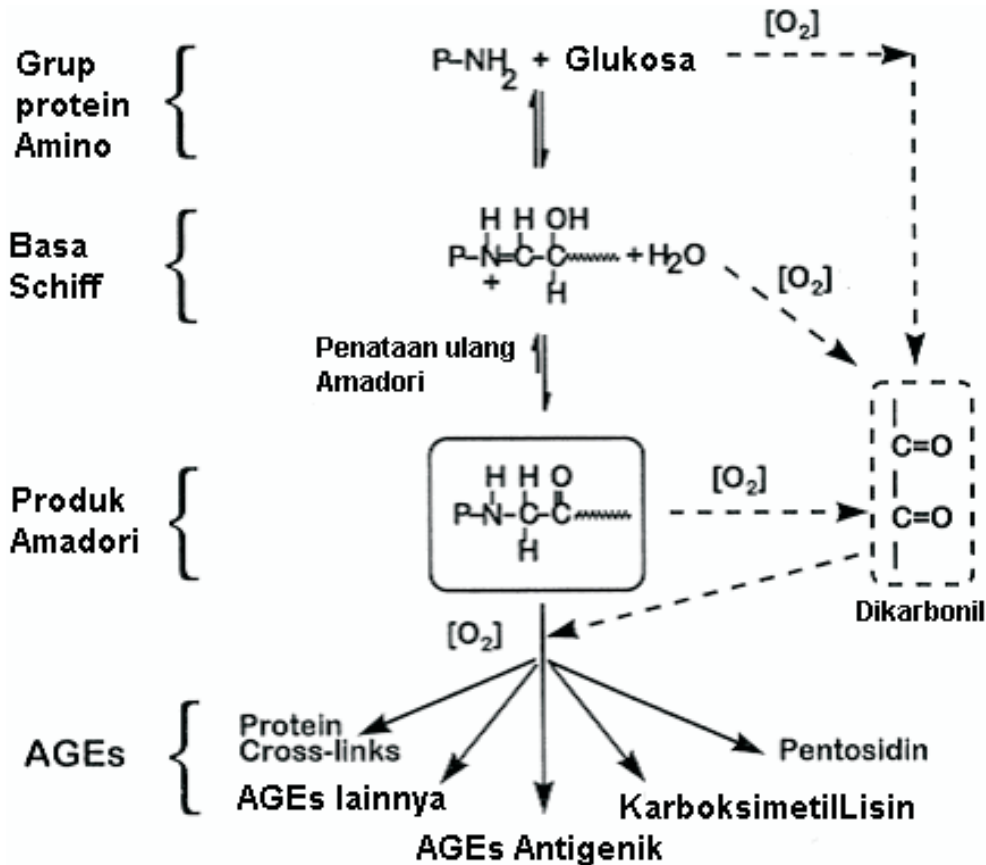 [O₂]
Grup
protein
Amino
P–NH₂ + Glukosa
H H OH
Basa
Schiff
P–N=C–C + H₂O
+
H
[O₂]
Penataan ulang
Amadori
C=O
C=O
Dikarbonil
Produk
Amadori
H H O
P–N–C–C
H
[O₂]
[O₂]
AGEs
Protein
Cross-links
Pentosidin
AGEs lainnya
KarboksimetilLisin
AGEs Antigenik